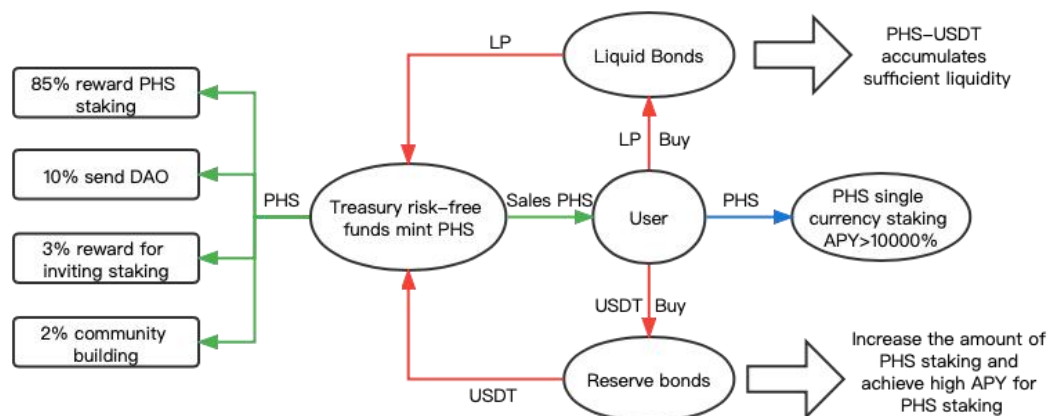 LP
Liquid Bonds
PHS-USDT
accumulates
sufficient liquidity
85% reward PHS
staking
LP Buy
10% send DAO
PHS
Treasury risk-free
funds mint PHS
Sales PHS
User
PHS
PHS single
currency staking
APY>10000%
3% reward for
inviting staking
USDT Buy
2% community
building
USDT
Reserve bonds
Increase the amount of
PHS staking and
achieve high APY for
PHS staking